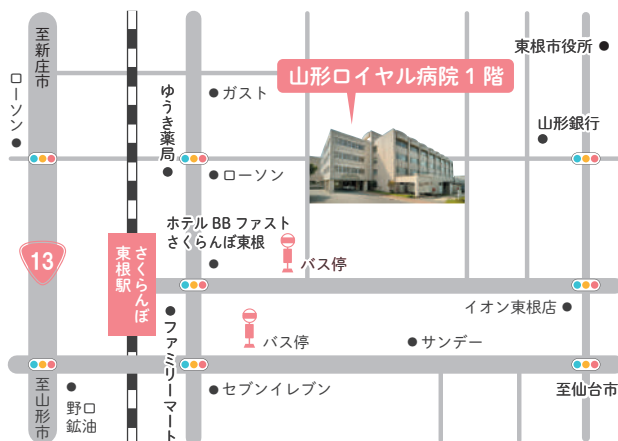 至新庄市
東根市役所
山形ロイヤル病院 1 階
ローソン
ゆうき薬局
ガスト
山形銀行
ローソン
ホテル BB ファスト
さくらんぼ東根
13
さくらんぼ
東根駅
バス停
イオン東根店
ファミリーマート
バス停
サンデー
至山形市
野口
鉱油
セブンイレブン
至仙台市